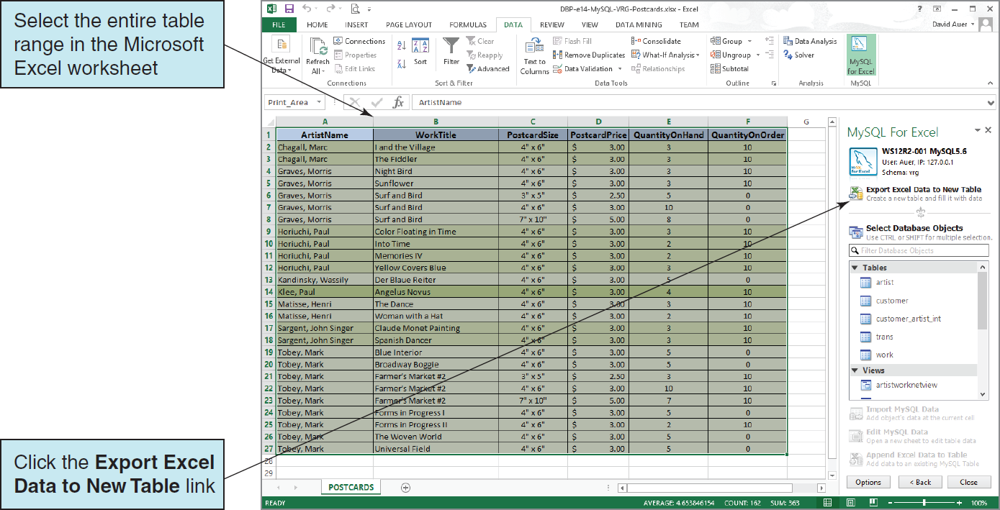 Select the entire table
range in the Microsoft
Excel worksheet
Click the Export Excel
Data to New Table link
DBP-e14-MySQL-VRG-Postcards.xlsx - Excel
FILE HOME INSERT PAGE LAYOUT FORMULAS DATA REVIEW VIEW DATA MINING TEAM David Auer
Get External Data
Refresh All
Connections
Properties
Edit Links
Connections
Sort
Filter
Clear
Reapply
Advanced
Sort & Filter
Text to Columns
Flash Fill
Remove Duplicates
Data Validation
Consolidate
What-If Analysis
Relationships
Data Tools
Group
Ungroup
Subtotal
Outline
Data Analysis
Solver
Analysis
MySQL for Excel
MySQL
Print_Area fx ArtistName
A B C D E F G
1 ArtistName WorkTitle PostcardSize PostcardPrice QuantityOnHand QuantityOnOrder
2 Chagall, Marc I and the Village 4" x 6" $ 3.00 3 10
3 Chagall, Marc The Fiddler 4" x 6" $ 3.00 3 10
4 Graves, Morris Night Bird 4" x 6" $ 3.00 3 10
5 Graves, Morris Sunflower 4" x 6" $ 3.00 3 10
6 Graves, Morris Surf and Bird 3" x 5" $ 2.50 5 0
7 Graves, Morris Surf and Bird 4" x 6" $ 3.00 10 0
8 Graves, Morris Surf and Bird 7" x 10" $ 5.00 8 0
9 Horiuchi, Paul Color Floating in Time 4" x 6" $ 3.00 3 10
10 Horiuchi, Paul Into Time 4" x 6" $ 3.00 2 10
11 Horiuchi, Paul Memories IV 4" x 6" $ 3.00 2 10
12 Horiuchi, Paul Yellow Covers Blue 4" x 6" $ 3.00 3 10
13 Kandinsky, Wassily Der Blaue Reiter 4" x 6" $ 3.00 5 0
14 Klee, Paul Angelus Novus 4" x 6" $ 3.00 4 10
15 Matisse, Henri The Dance 4" x 6" $ 3.00 3 10
16 Matisse, Henri Woman with a Hat 4" x 6" $ 3.00 2 10
17 Sargent, John Singer Claude Monet Painting 4" x 6" $ 3.00 3 10
18 Sargent, John Singer Spanish Dancer 4" x 6" $ 3.00 3 10
19 Tobey, Mark Blue Interior 4" x 6" $ 3.00 5 0
20 Tobey, Mark Broadway Boggie 4" x 6" $ 3.00 5 0
21 Tobey, Mark Farmer's Market #2 3" x 5" $ 2.50 3 10
22 Tobey, Mark Farmer's Market #2 4" x 6" $ 3.00 10 10
23 Tobey, Mark Farmer's Market #2 7" x 10" $ 5.00 7 10
24 Tobey, Mark Forms in Progress I 4" x 6" $ 3.00 5 0
25 Tobey, Mark Forms in Progress II 4" x 6" $ 3.00 2 10
26 Tobey, Mark The Woven World 4" x 6" $ 3.00 5 0
27 Tobey, Mark Universal Field 4" x 6" $ 3.00 5 0
28
29
POSTCARDS
READY AVERAGE: 4.653846154 COUNT: 162 SUM: 363 100%
MySQL For Excel
WS12R2-001 MySQL5.6
User: Auer, IP: 127.0.0.1
Schema: vrg
Export Excel Data to New Table
Create a new table and fill it with data
Select Database Objects
Use CTRL or SHIFT for multiple selection.
Filter Database Objects
Tables
artist
customer
customer_artist_int
trans
work
Views
artistworknetview
Import MySQL Data
Add object's data at the current cell
Edit MySQL Data
Open a new sheet to edit table data
Append Excel Data to Table
Add data to an existing MySQL Table
Options < Back Close